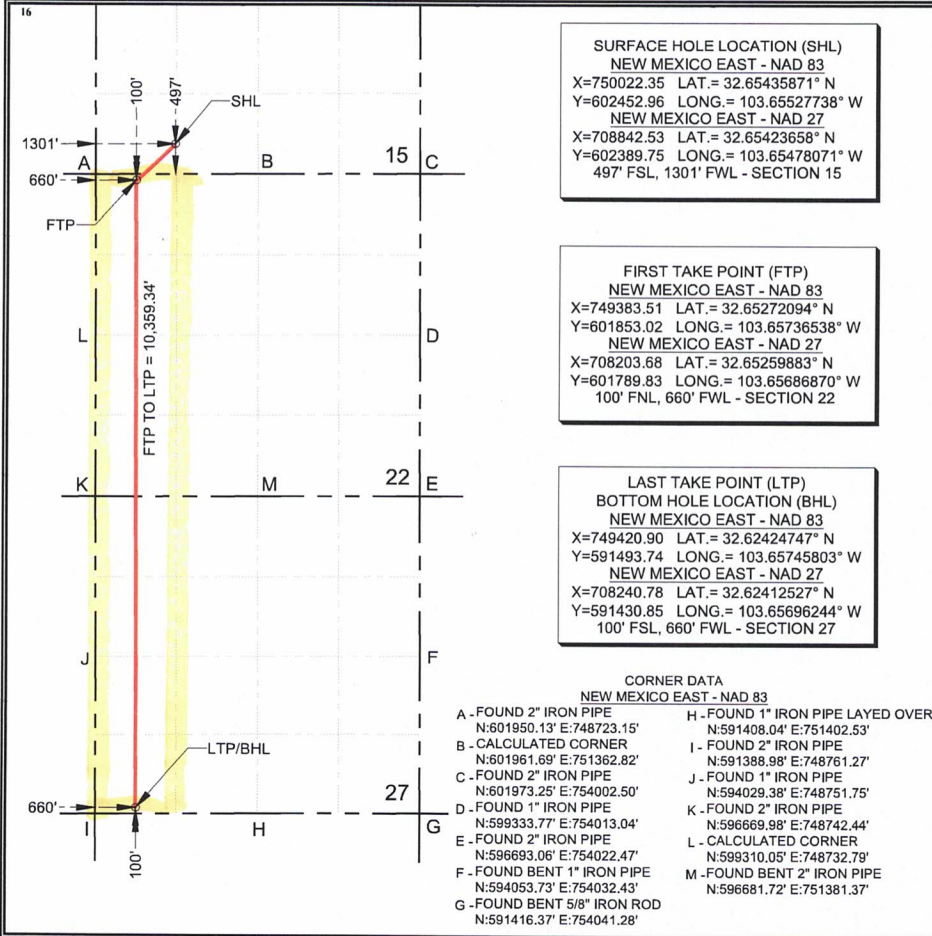 16
100'
497'
SHL
1301'
A
B
15
C
660'
FTP
L
FTP TO LTP = 10,359.34'
D
K
M
22
E
J
F
LTP/BHL
660'
27
I
H
G
100'
SURFACE HOLE LOCATION (SHL)
NEW MEXICO EAST - NAD 83
X=750022.35 LAT.= 32.65435871° N
Y=602452.96 LONG.= 103.65527738° W
NEW MEXICO EAST - NAD 27
X=708842.53 LAT.= 32.65423658° N
Y=602389.75 LONG.= 103.65478071° W
497' FSL, 1301' FWL - SECTION 15
FIRST TAKE POINT (FTP)
NEW MEXICO EAST - NAD 83
X=749383.51 LAT.= 32.65272094° N
Y=601853.02 LONG.= 103.65736538° W
NEW MEXICO EAST - NAD 27
X=708203.68 LAT.= 32.65259883° N
Y=601789.83 LONG.= 103.65686870° W
100' FNL, 660' FWL - SECTION 22
LAST TAKE POINT (LTP)
BOTTOM HOLE LOCATION (BHL)
NEW MEXICO EAST - NAD 83
X=749420.90 LAT.= 32.62424747° N
Y=591493.74 LONG.= 103.65745803° W
NEW MEXICO EAST - NAD 27
X=708240.78 LAT.= 32.62412527° N
Y=591430.85 LONG.= 103.65696244° W
100' FSL, 660' FWL - SECTION 27
CORNER DATA
NEW MEXICO EAST - NAD 83
A - FOUND 2" IRON PIPE
N:601950.13' E:748723.15'
B - CALCULATED CORNER
N:601961.69' E:751362.82'
C - FOUND 2" IRON PIPE
N:601973.25' E:754002.50'
D - FOUND 1" IRON PIPE
N:599333.77' E:754013.04'
E - FOUND 2" IRON PIPE
N:596693.06' E:754022.47'
F - FOUND BENT 1" IRON PIPE
N:594053.73' E:754032.43'
G - FOUND BENT 5/8" IRON ROD
N:591416.37' E:754041.28'
H - FOUND 1" IRON PIPE LAYED OVER
N:591408.04' E:751402.53'
I - FOUND 2" IRON PIPE
N:591388.98' E:748761.27'
J - FOUND 1" IRON PIPE
N:594029.38' E:748751.75'
K - FOUND 2" IRON PIPE
N:596669.98' E:748742.44'
L - CALCULATED CORNER
N:599310.05' E:748732.79'
M - FOUND BENT 2" IRON PIPE
N:596681.72' E:751381.37'